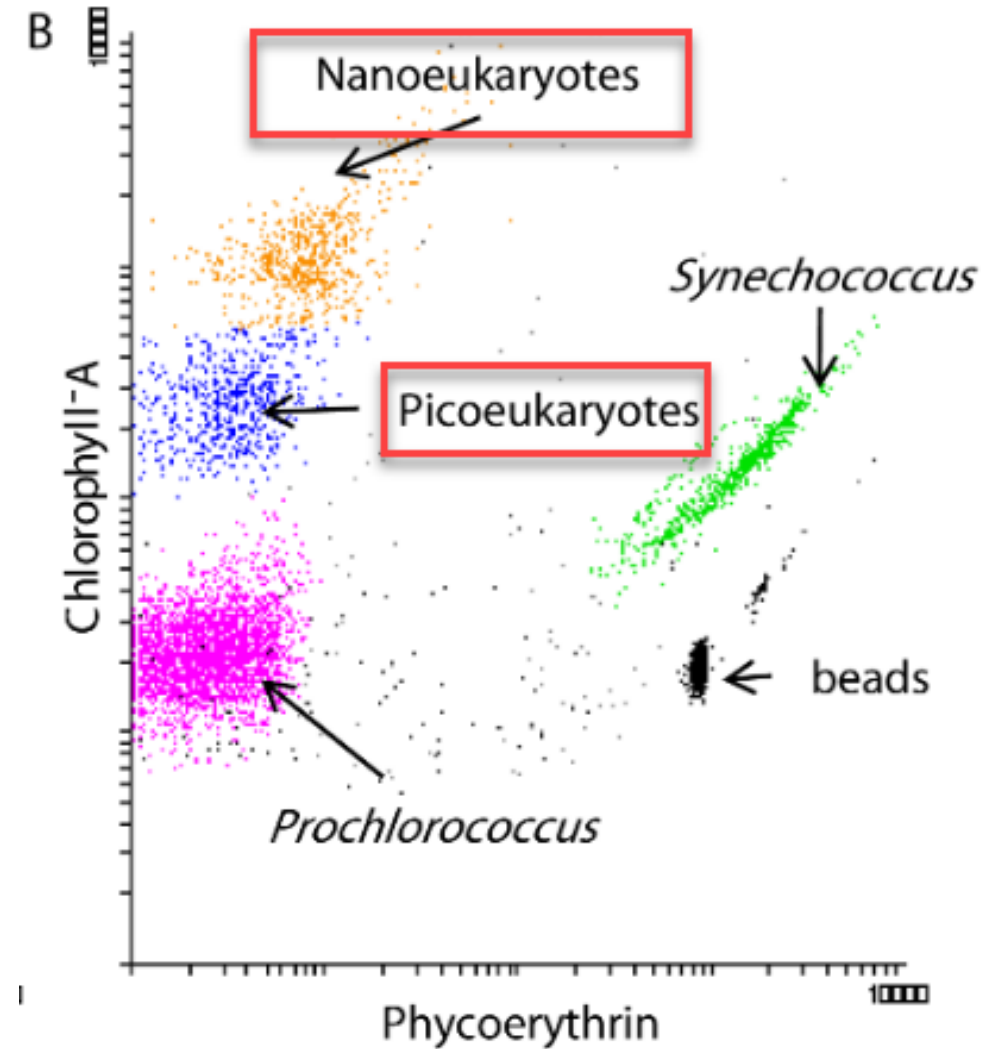 B
Nanoeukaryotes
Synechococcus
Picoeukaryotes
Chlorophyll-A
beads
Prochlorococcus
Phycoerythrin